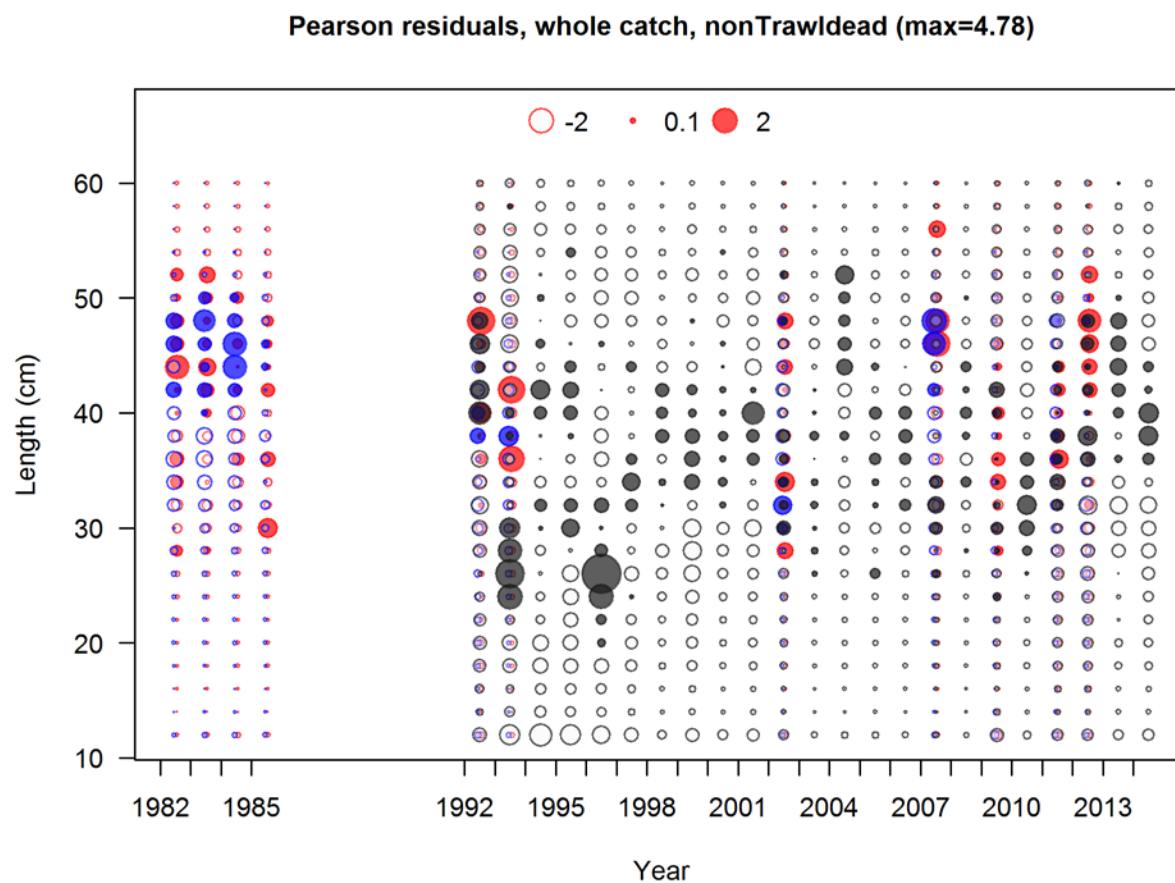 Pearson residuals, whole catch, nonTrawldead (max=4.78)
-2 0.1 2
60
50
40
30
20
10
Length (cm)
1982 1985 1992 1995 1998 2001 2004 2007 2010 2013
Year